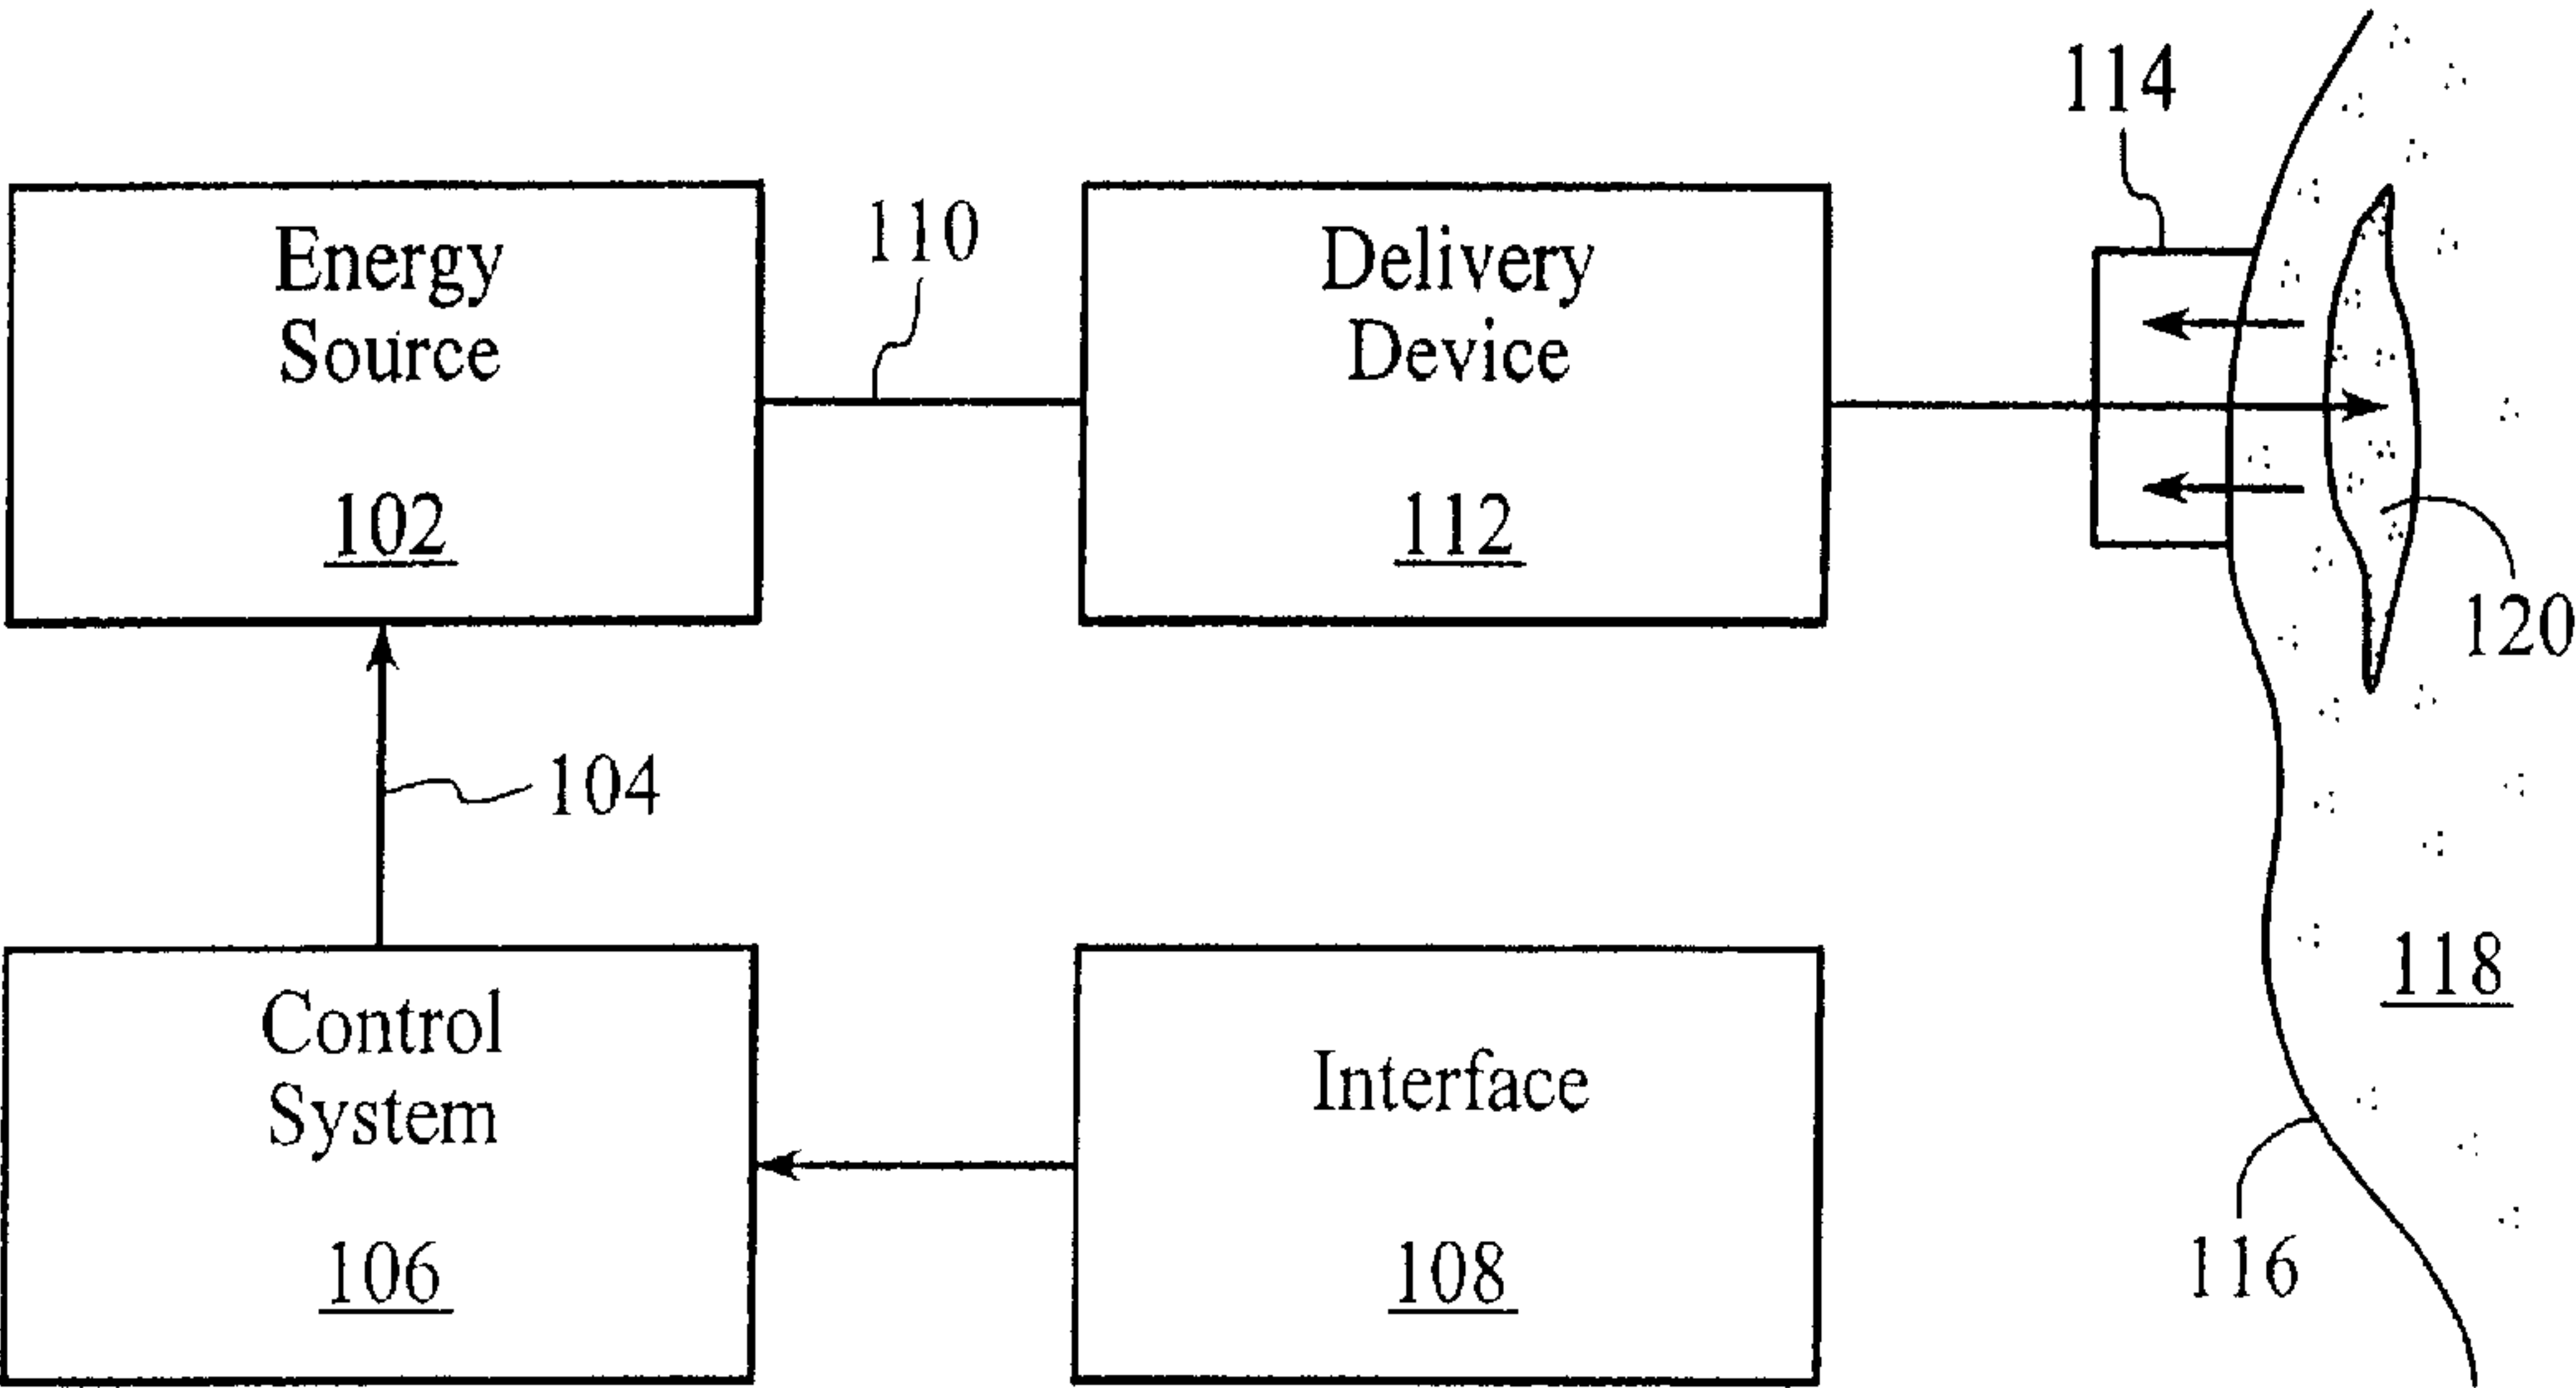 114
Energy
Source
102
110
Delivery
Device
112
120
104
Control
System
106
Interface
108
118
116